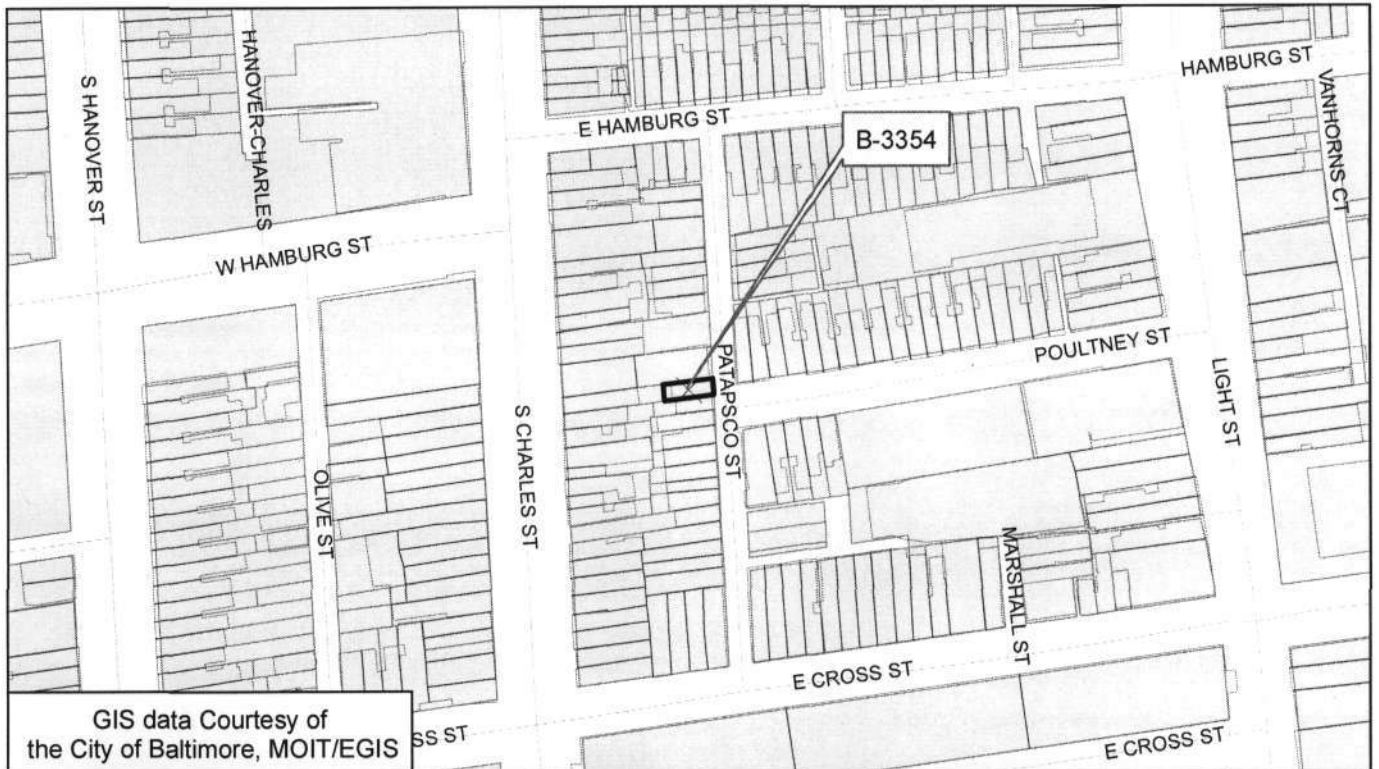 HAMBURG ST
HANOVER-CHARLES
S HANOVER ST
VANHORNS CT
E HAMBURG ST
B-3354
W HAMBURG ST
POULTNEY ST
PATAPSCO ST
LIGHT ST
S CHARLES ST
OLIVE ST
MARSHALL ST
E CROSS ST
GIS data Courtesy of
the City of Baltimore, MOIT/EGIS
SS ST
E CROSS ST